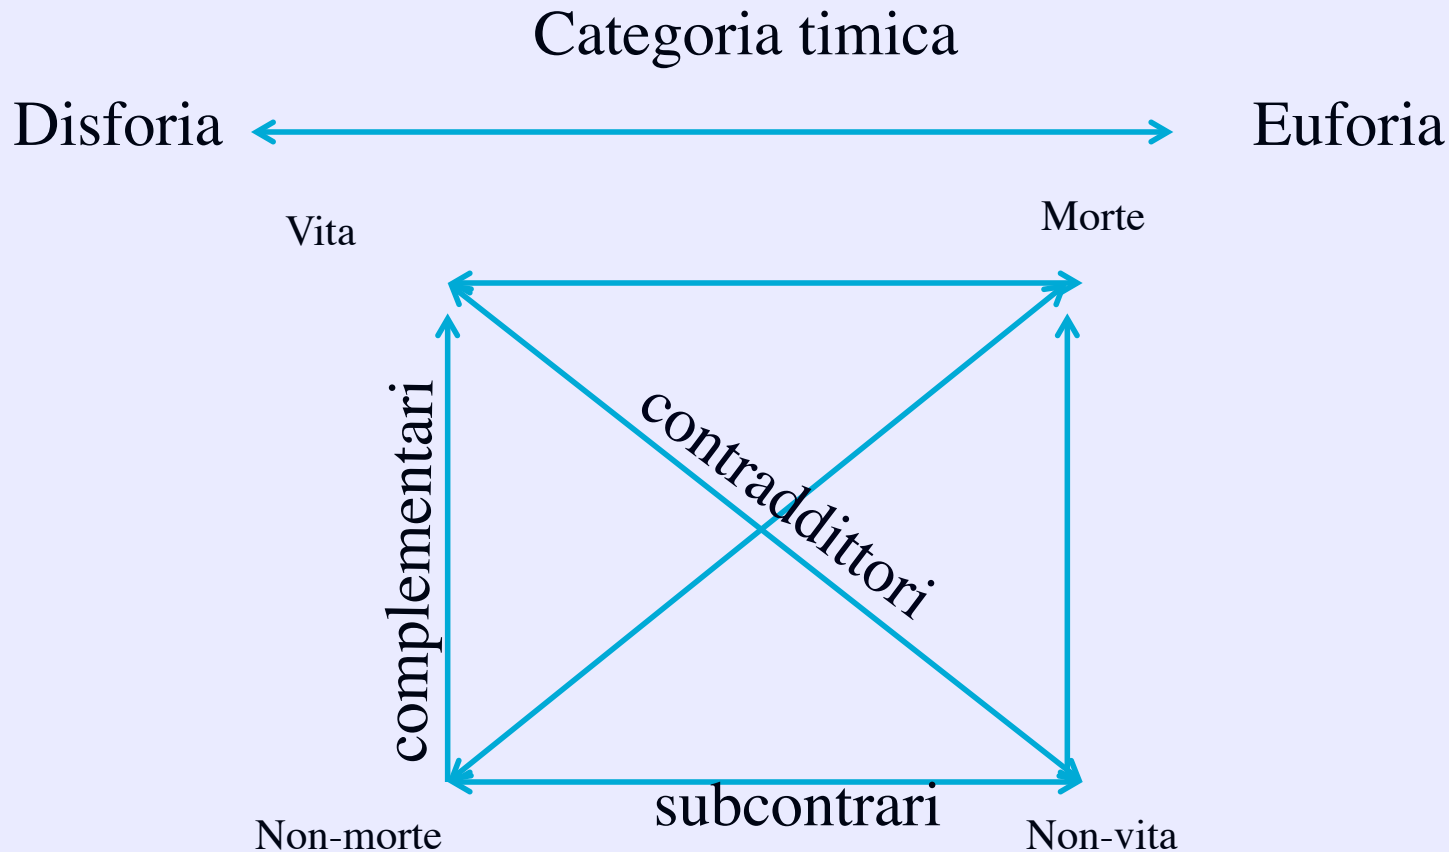 Categoria timica
Disforia
Euforia
Vita
Morte
complementari
contraddittori
subcontrari
Non-morte
Non-vita